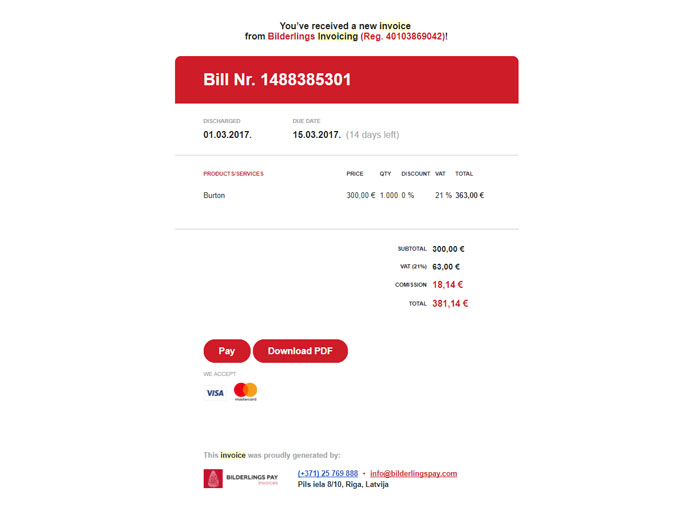 You've received a new invoice
from Bilderlings Invoicing (Reg. 40103869042)!
Bill Nr. 1488385301
DISCHARGED DUE DATE
01.03.2017. 15.03.2017. (14 days left)
PRODUCTS/SERVICES PRICE QTY DISCOUNT VAT TOTAL
Burton 300,00 € 1.000 0 % 21 % 363,00 €
SUBTOTAL 300,00 €
VAT (21%) 63,00 €
COMISSION 18,14 €
TOTAL 381,14 €
Pay Download PDF
WE ACCEPT
VISA mastercard
This invoice was proudly generated by:
BILDERLINGS PAY (+371) 25 769 888 • info@bilderlingspay.com
invoices Pils iela 8/10, Riga, Latvija